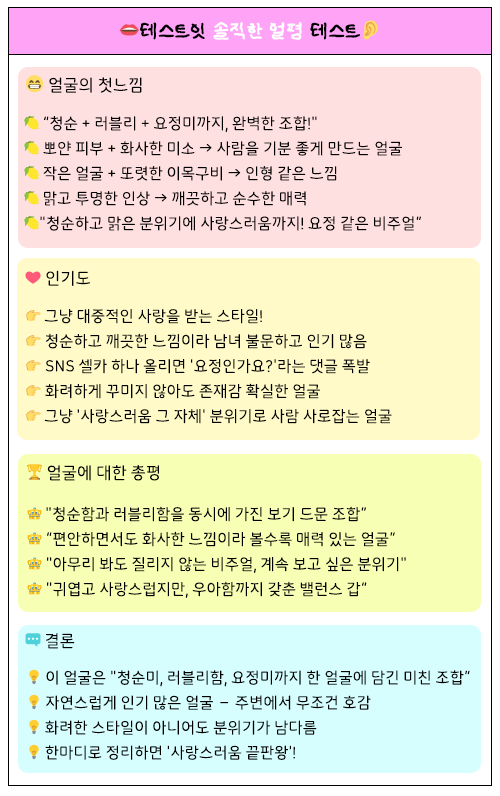 테스트힛 솔직한 얼평 테스트
얼굴의 첫느낌
“청순 + 러블리 + 요정미까지, 완벽한 조합!"
뽀얀 피부 + 화사한 미소 → 사람을 기분 좋게 만드는 얼굴
작은 얼굴 + 또렷한 이목구비 → 인형 같은 느낌
맑고 투명한 인상 → 깨끗하고 순수한 매력
"청순하고 맑은 분위기에 사랑스러움까지! 요정 같은 비주얼“
인기도
그냥 대중적인 사랑을 받는 스타일!
청순하고 깨끗한 느낌이라 남녀 불문하고 인기 많음
SNS 셀카 하나 올리면 '요정인가요?'라는 댓글 폭발
화려하게 꾸미지 않아도 존재감 확실한 얼굴
그냥 '사랑스러움 그 자체' 분위기로 사람 사로잡는 얼굴
얼굴에 대한 총평
"청순함과 러블리함을 동시에 가진 보기 드문 조합”
“편안하면서도 화사한 느낌이라 볼수록 매력 있는 얼굴”
"아무리 봐도 질리지 않는 비주얼, 계속 보고 싶은 분위기"
"귀엽고 사랑스럽지만, 우아함까지 갖춘 밸런스 갑“
결론
이 얼굴은 "청순미, 러블리함, 요정미까지 한 얼굴에 담긴 미친 조합”
자연스럽게 인기 많은 얼굴 – 주변에서 무조건 호감
화려한 스타일이 아니어도 분위기가 남다름
한마디로 정리하면 '사랑스러움 끝판왕'!